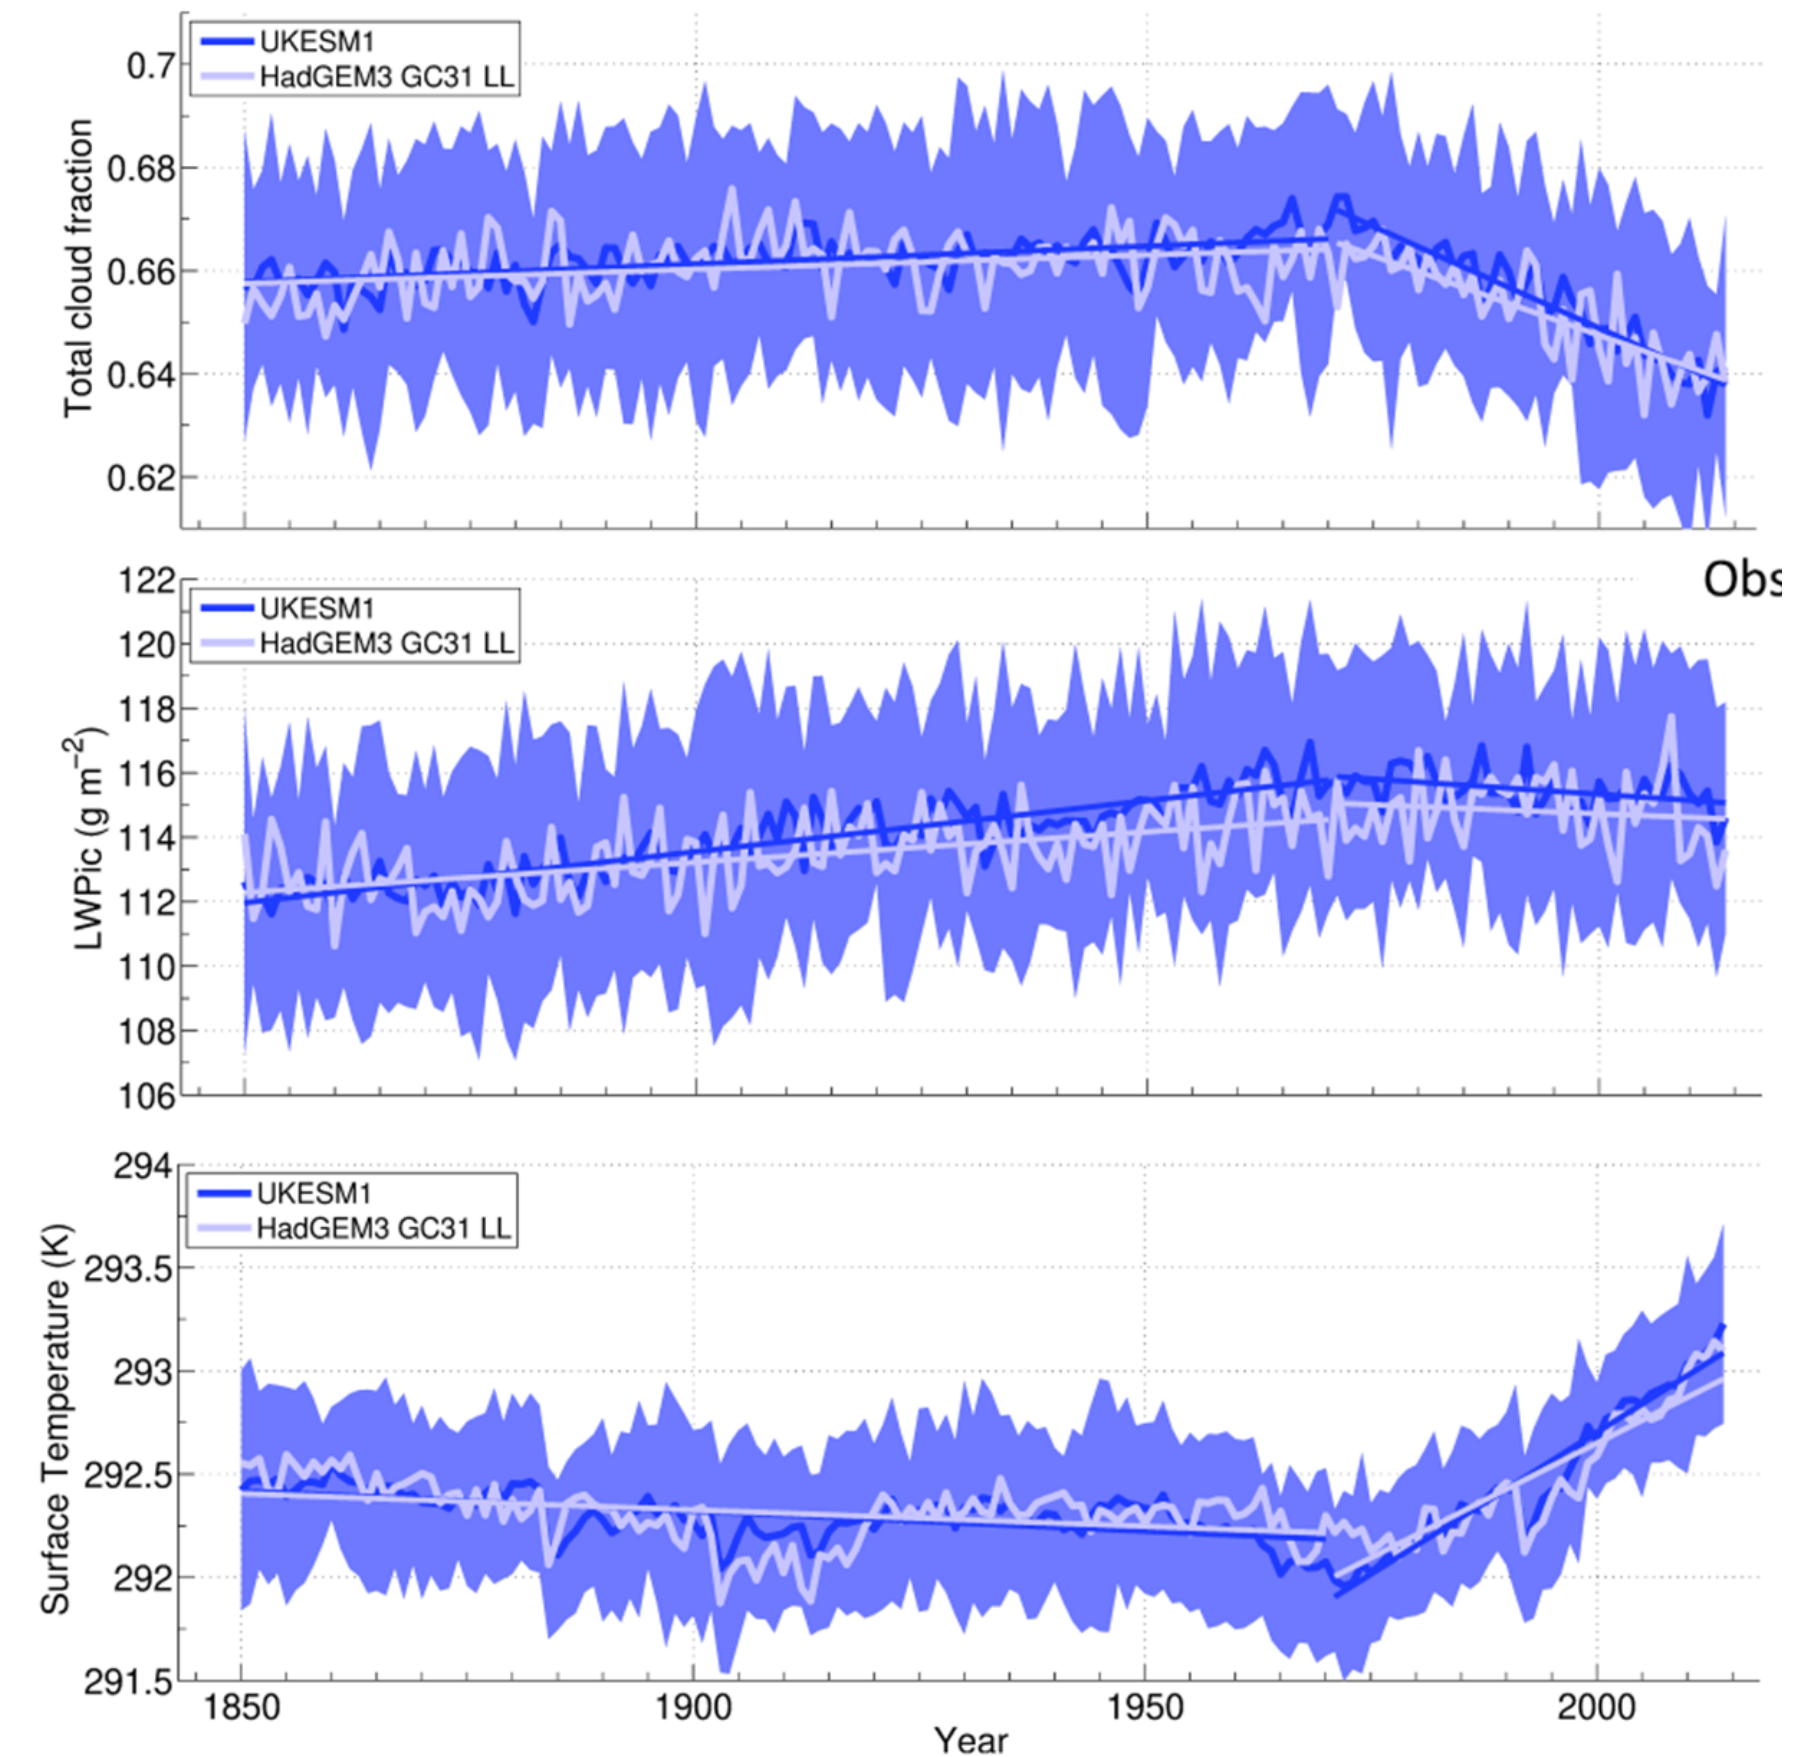 UKESM1
HadGEM3 GC31 LL
Total cloud fraction
0.7
0.68
0.66
0.64
0.62
Obs
UKESM1
HadGEM3 GC31 LL
LWPic (g m−2)
122
120
118
116
114
112
110
108
106
UKESM1
HadGEM3 GC31 LL
Surface Temperature (K)
294
293.5
293
292.5
292
291.5
1850 1900 1950 2000
Year